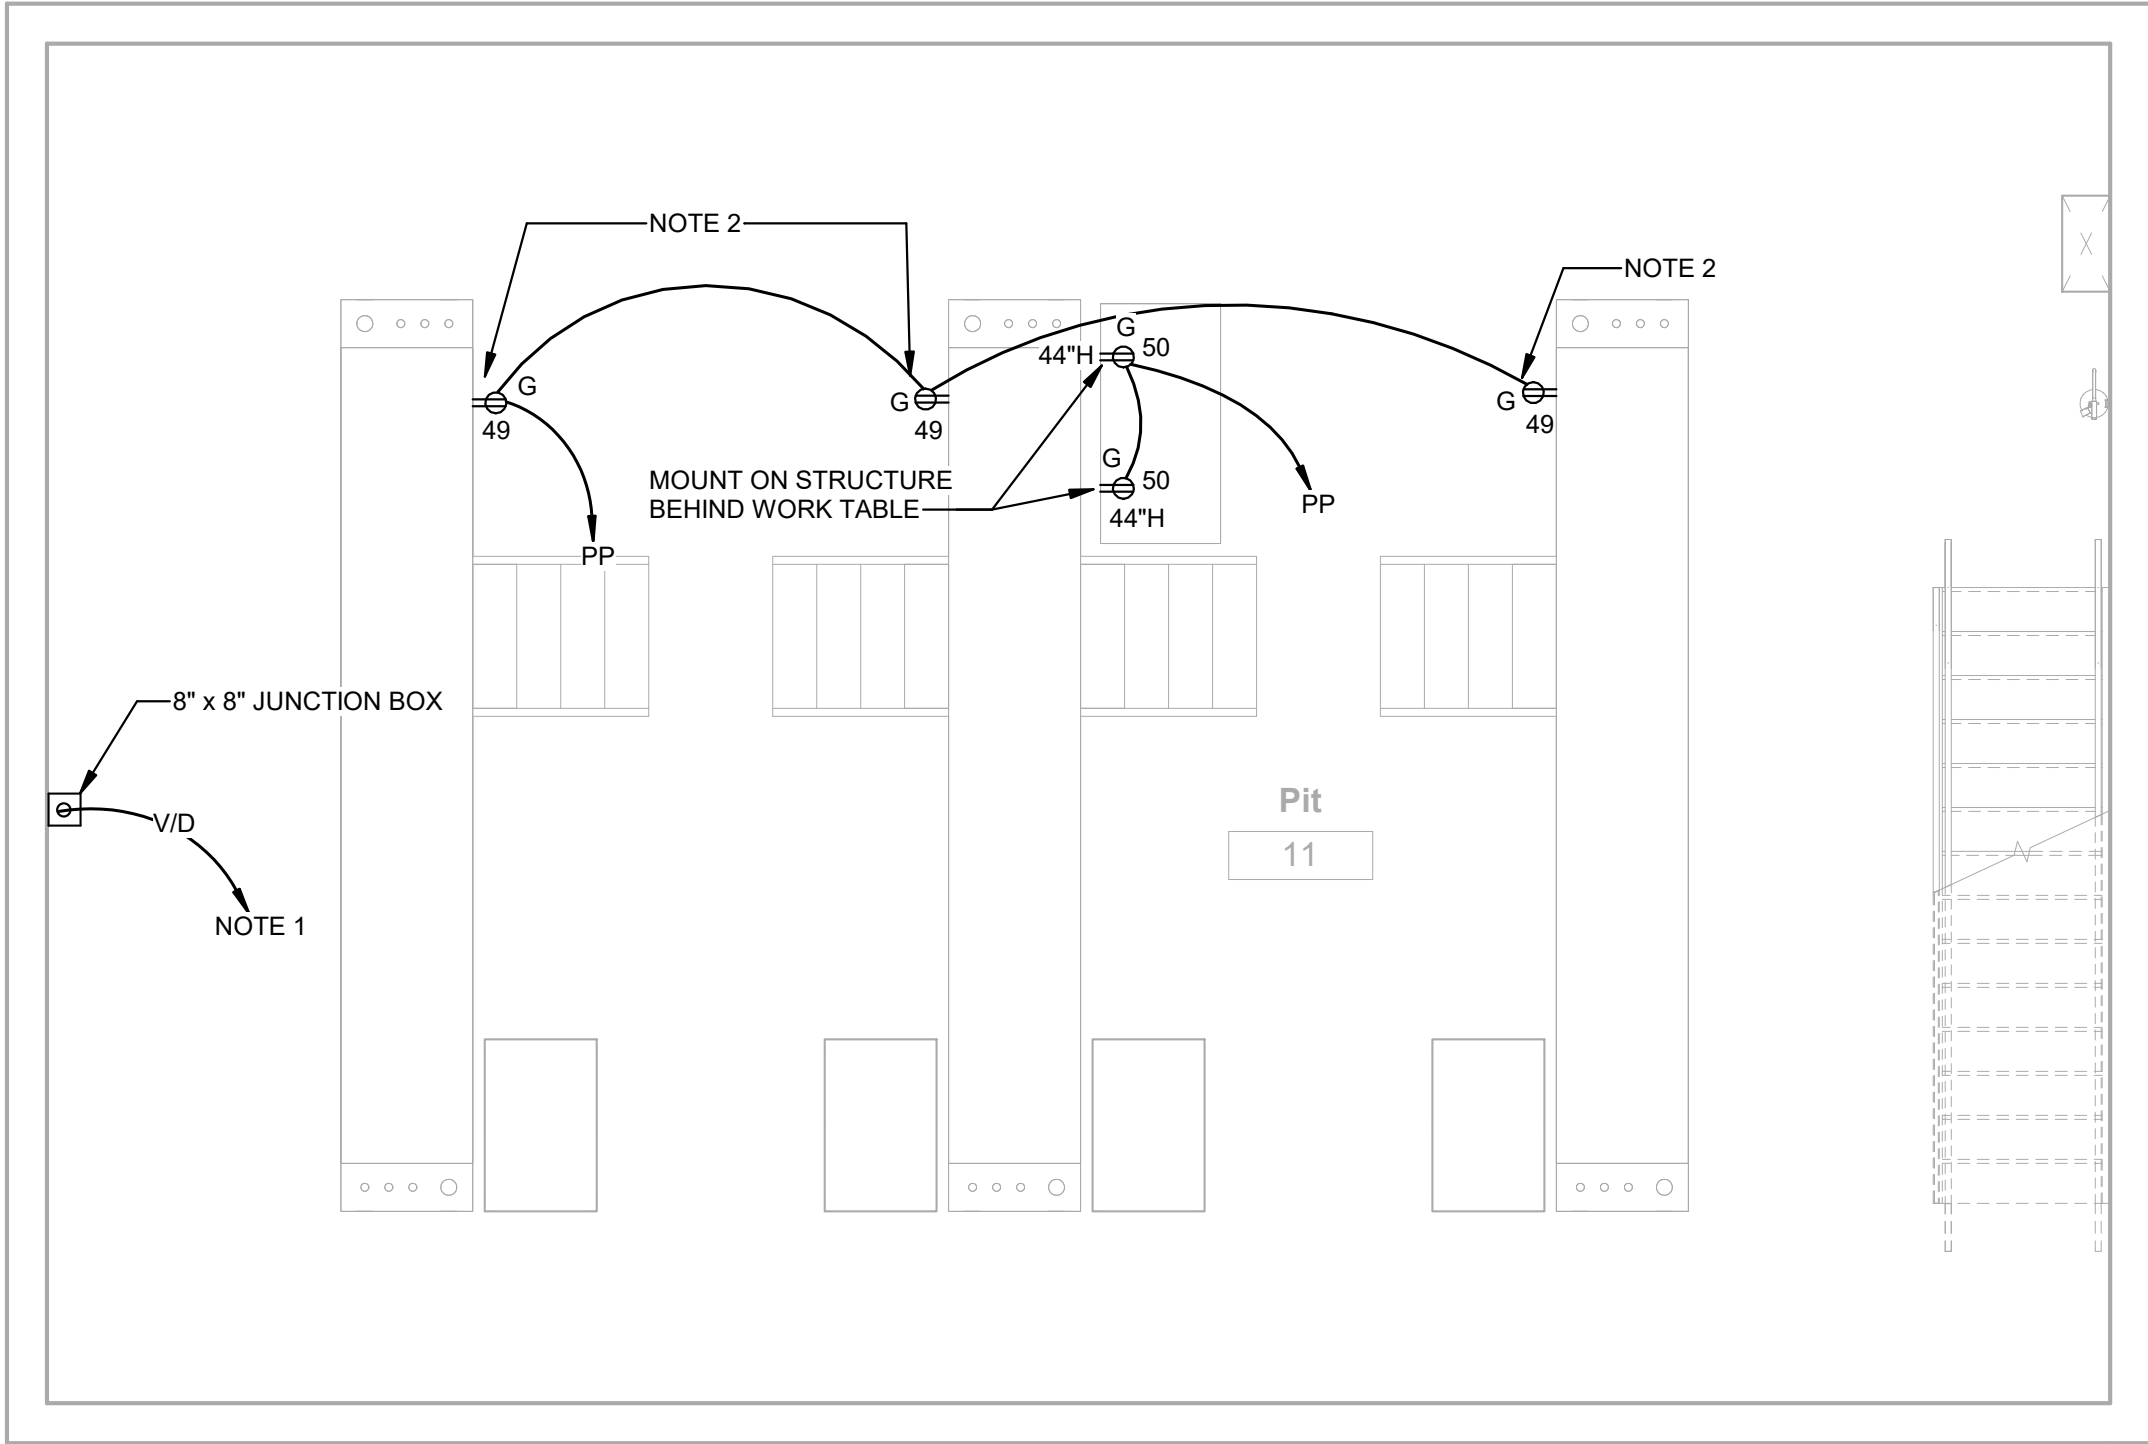 NOTE 2
NOTE 2
G
50
44"H
G
49
G
49
G
49
G
50
44"H
MOUNT ON STRUCTURE
BEHIND WORK TABLE
PP
PP
8" x 8" JUNCTION BOX
V/D
NOTE 1
Pit
11